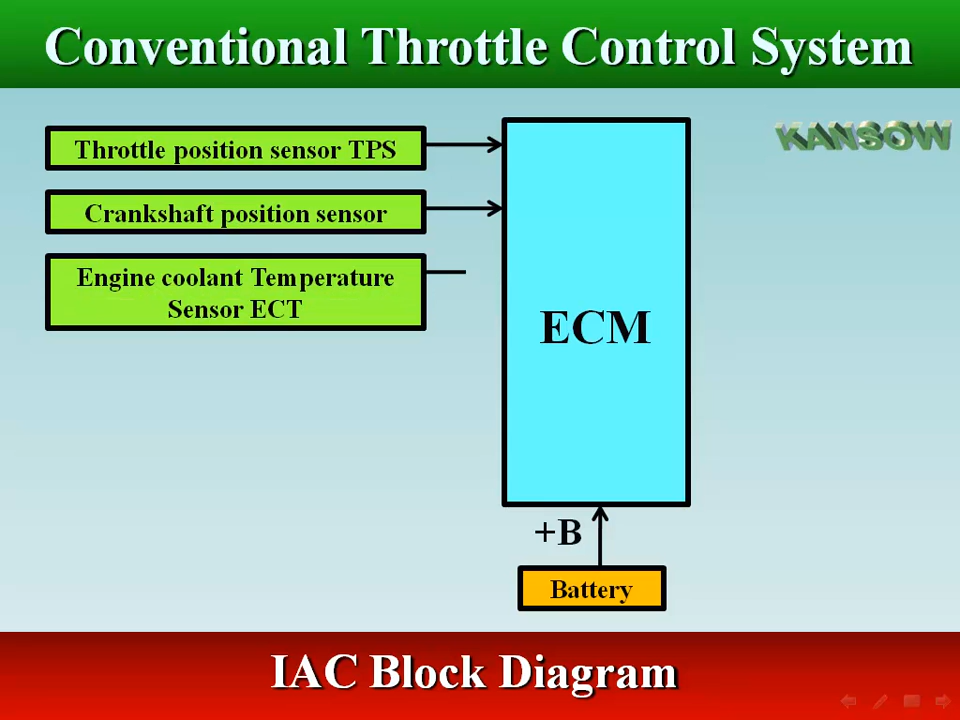 Conventional Throttle Control System
KANSOW
Throttle position sensor TPS
Crankshaft position sensor
Engine coolant Temperature
Sensor ECT
ECM
+B
Battery
IAC Block Diagram